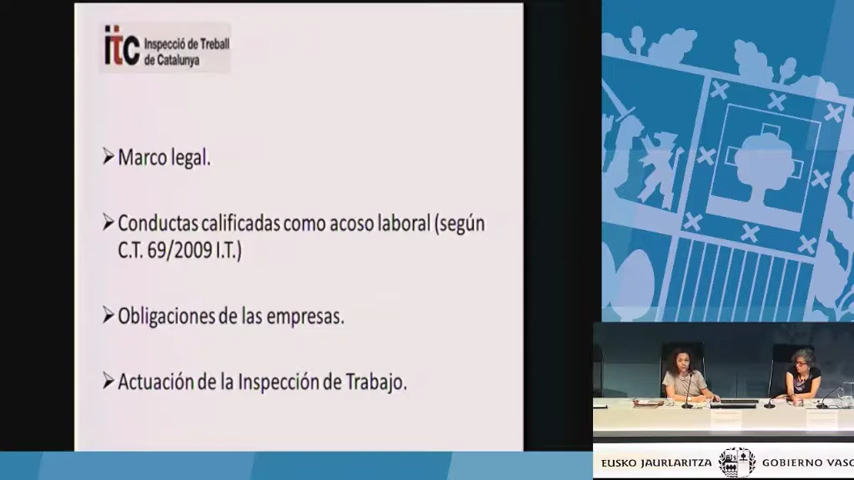 itc Inspecció de Treball
de Catalunya
➢ Marco legal.
➢ Conductas calificadas como acoso laboral (según
C.T. 69/2009 I.T.)
➢ Obligaciones de las empresas.
➢ Actuación de la Inspección de Trabajo.
EUSKO JAURLARITZA GOBIERNO VASCO